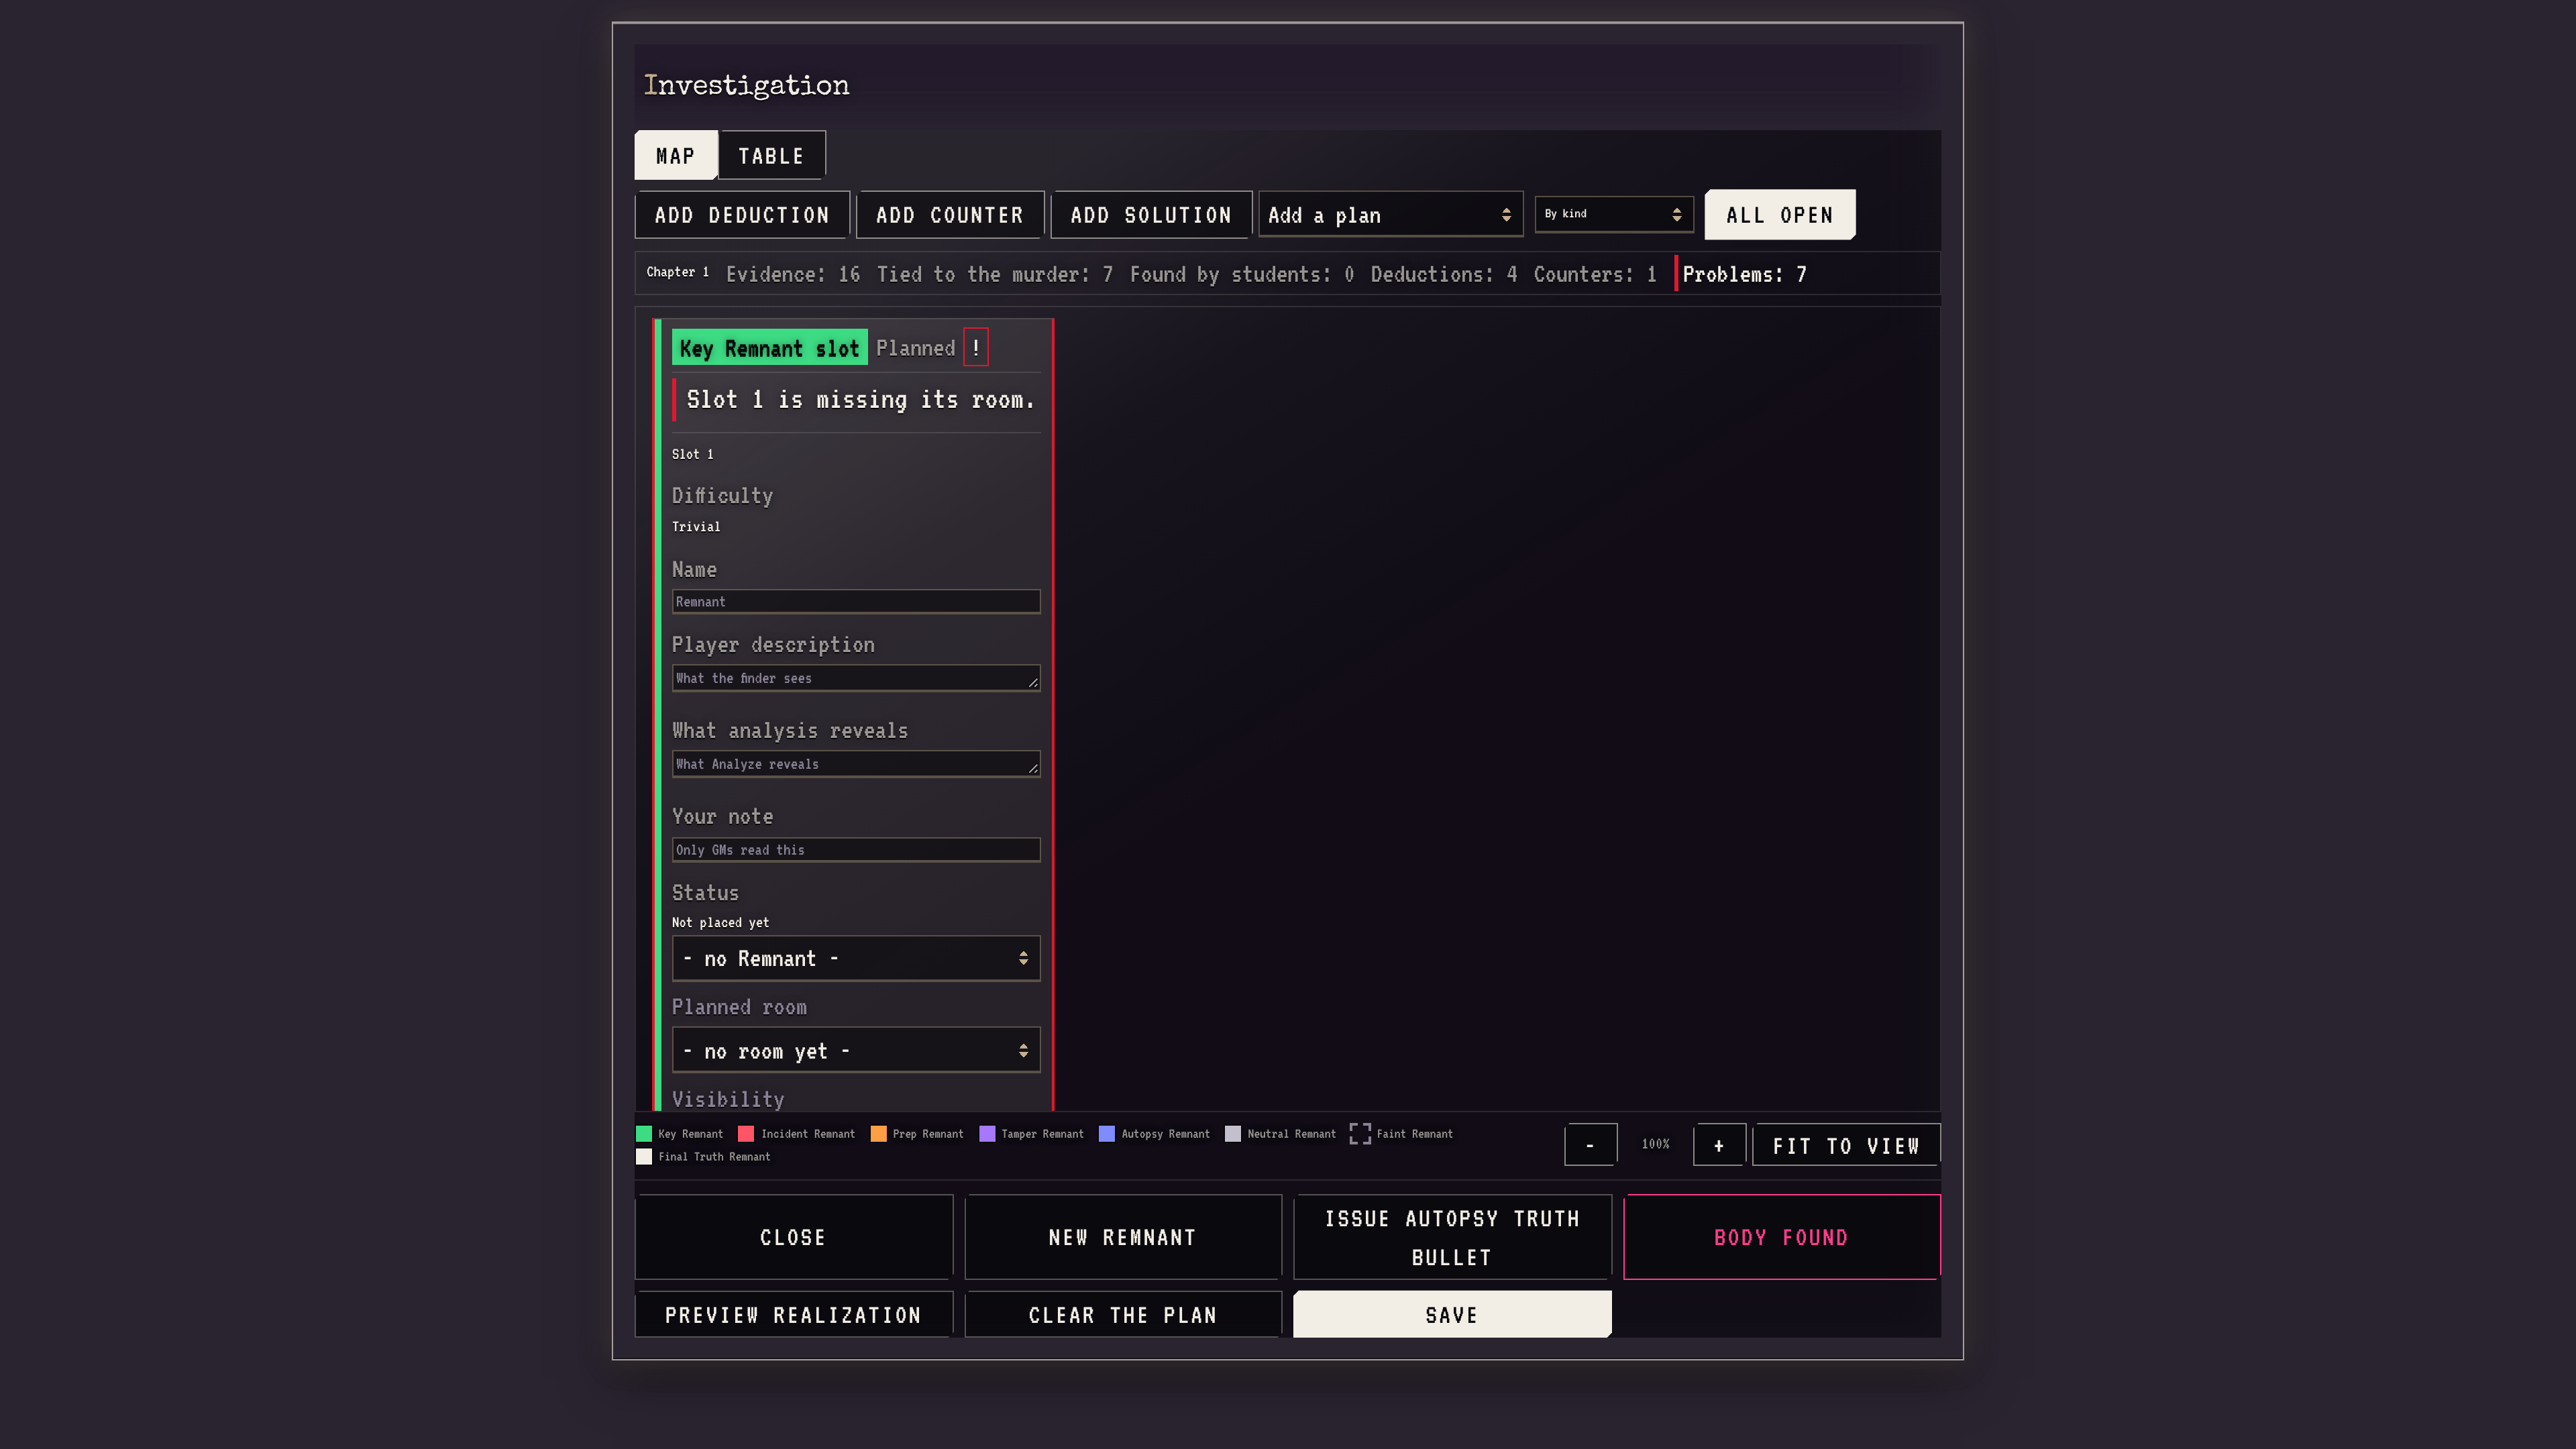 Investigation
MAP TABLE
ADD DEDUCTION ADD COUNTER ADD SOLUTION Add a plan By kind ALL OPEN
Chapter 1 Evidence: 16 Tied to the murder: 7 Found by students: 0 Deductions: 4 Counters: 1 Problems: 7
Key Remnant slot Planned !
Slot 1 is missing its room.
Slot 1
Difficulty
Trivial
Name
Remnant
Player description
What the finder sees
What analysis reveals
What Analyze reveals
Your note
Only GMs read this
Status
Not placed yet
- no Remnant -
Planned room
- no room yet -
Visibility
Key Remnant Incident Remnant Prep Remnant Tamper Remnant Autopsy Remnant Neutral Remnant Faint Remnant
Final Truth Remnant
- 100% + FIT TO VIEW
CLOSE NEW REMNANT ISSUE AUTOPSY TRUTH BULLET BODY FOUND
PREVIEW REALIZATION CLEAR THE PLAN SAVE